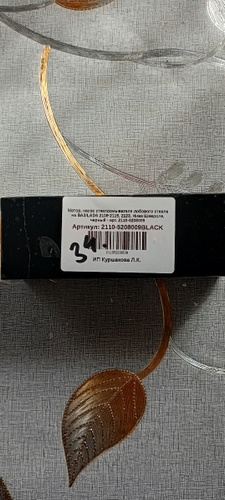 Мотор, насос стеклоомывателя лобового стекла
на ВАЗ/LADA 2108-2115, 2123, Нива Шевроле,
черный - арт. 2110-5208009
Артикул: 2110-5208009BLACK
34
ИП Куршакова Л.К.